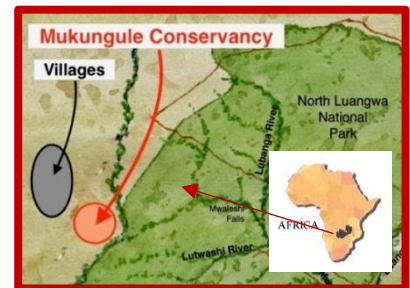 Mukungule Conservancy
Villages
North Luangwa
National
Park
Lubanga River
Mwaleshi
Falls
Lutwashi River
AFRICA